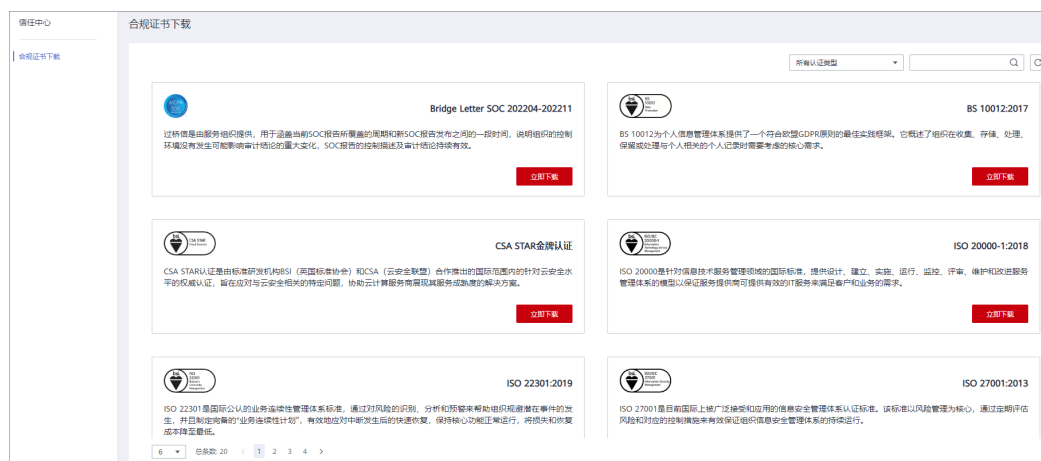 信任中心
合规证书下载
合规证书下载
所有认证类型
Bridge Letter SOC 202204-202211
过桥信是由服务组织提供，用于涵盖当前SOC报告所覆盖的周期和新SOC报告发布之间的一段时间，说明组织的控制
环境没有发生可能影响审计结论的重大变化，SOC报告的控制描述及审计结论持续有效。
立即下载
BS 10012:2017
BS 10012为个人信息管理体系提供了一个符合欧盟GDPR原则的最佳实践框架。它概述了组织在收集、存储、处理、
保留或处理与个人相关的个人记录时需要考虑的核心需求。
立即下载
CSA STAR
CSA STAR金牌认证
CSA STAR认证是由标准研发机构BSI（英国标准协会）和CSA（云安全联盟）合作推出的国际范围内的针对云安全水
平的权威认证，旨在应对与云安全相关的特定问题，协助云计算服务商展现其服务成熟度的解决方案。
立即下载
ISO 20000-1:2018
ISO 20000是针对信息技术服务管理领域的国际标准，提供设计、建立、实施、运行、监控、评审、维护和改进服务
管理体系的模型以保证服务提供商可提供有效的IT服务来满足客户和业务的需求。
立即下载
ISO 22301:2019
ISO 22301是国际公认的业务连续性管理体系标准，通过对风险的识别、分析和预警来帮助组织规避潜在事件的发
生，并且制定完善的“业务连续性计划”，有效地应对中断发生后的快速恢复，保持核心功能正常运行，将损失和恢复
成本降至最低。
ISO 27001:2013
ISO 27001是目前国际上被广泛接受和应用的信息安全管理体系认证标准。该标准以风险管理为核心，通过定期评估
风险和对应的控制措施来有效保证组织信息安全管理体系的持续运行。
6 总条数: 20 < 1 2 3 4 >